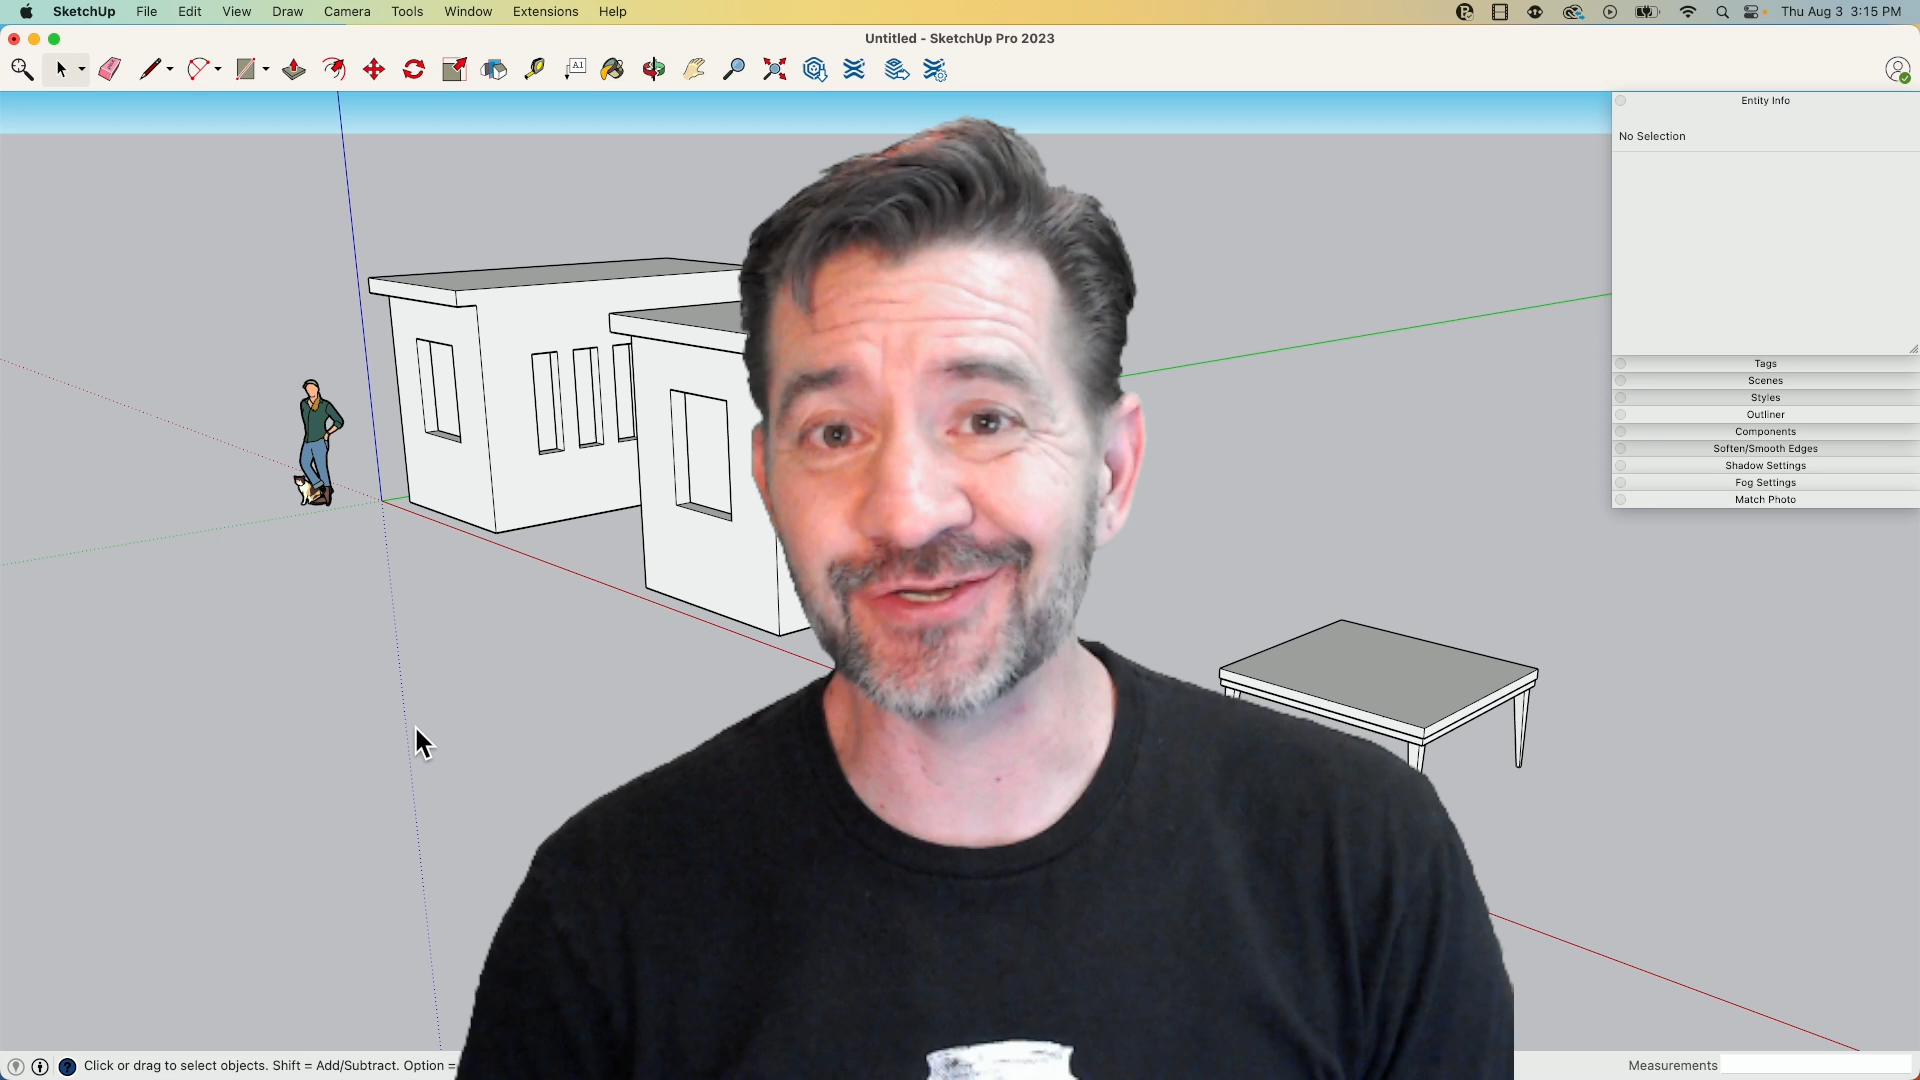 SketchUp File Edit View Draw Camera Tools Window Extensions Help
Thu Aug 3 3:15 PM
Untitled - SketchUp Pro 2023
A1
Entity Info
No Selection
Tags
Scenes
Styles
Outliner
Components
Soften/Smooth Edges
Shadow Settings
Fog Settings
Match Photo
Click or drag to select objects. Shift = Add/Subtract. Option =
Measurements